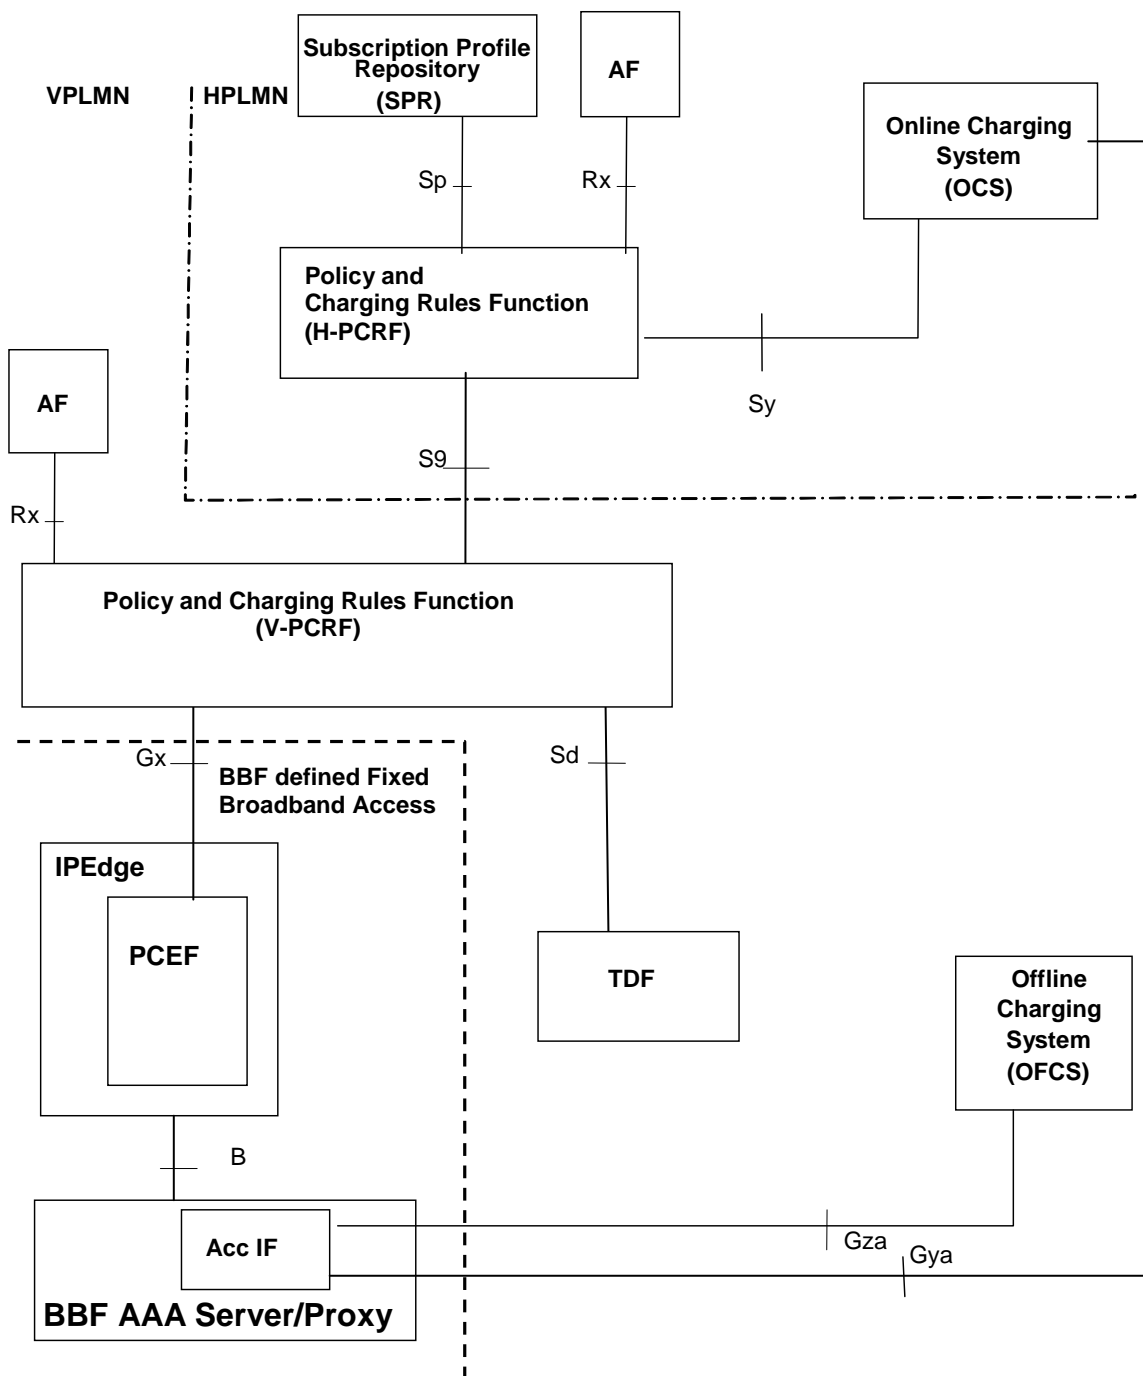 Subscription Profile
Repository
(SPR)
AF
VPLMN
HPLMN
Online Charging
System
(OCS)
Sp
Rx
Policy and
Charging Rules Function
(H-PCRF)
AF
Sy
S9
Rx
Policy and Charging Rules Function
(V-PCRF)
Gx
Sd
BBF defined Fixed
Broadband Access
IPEdge
PCEF
TDF
Offline
Charging
System
(OFCS)
B
Acc IF
Gza
Gya
BBF AAA Server/Proxy